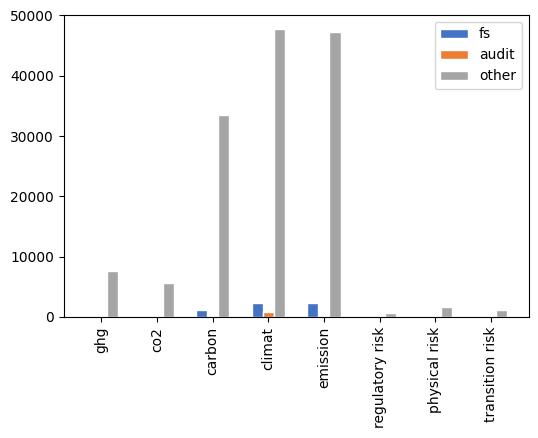 50000
40000
30000
20000
10000
0
fs
audit
other
ghg
co2
carbon
climat
emission
regulatory risk
physical risk
transition risk